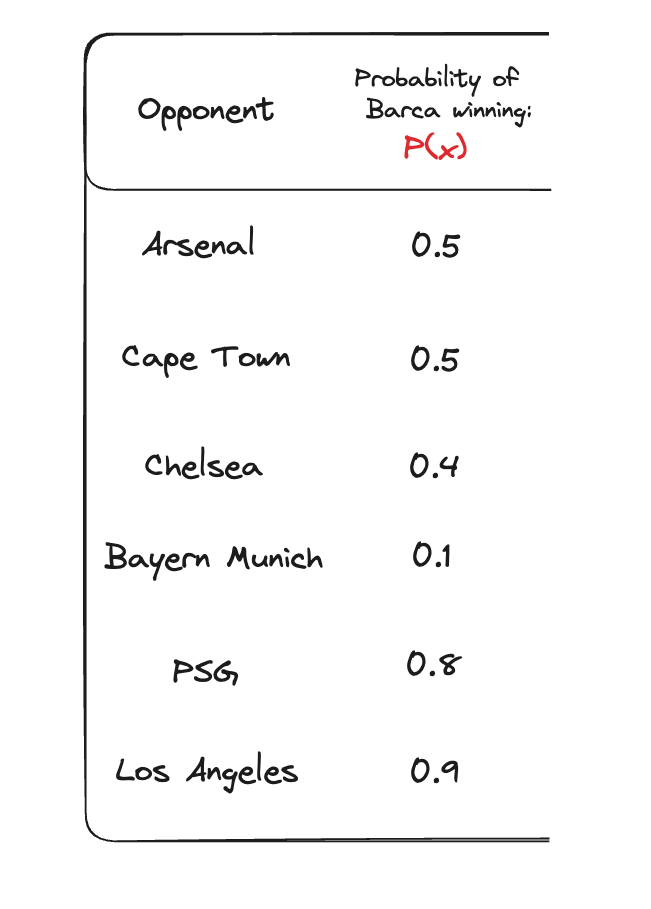 Opponent
Probability of
Barca winning:
P(x)
Arsenal 0.5
Cape Town 0.5
Chelsea 0.4
Bayern Munich 0.1
PSG 0.8
Los Angeles 0.9